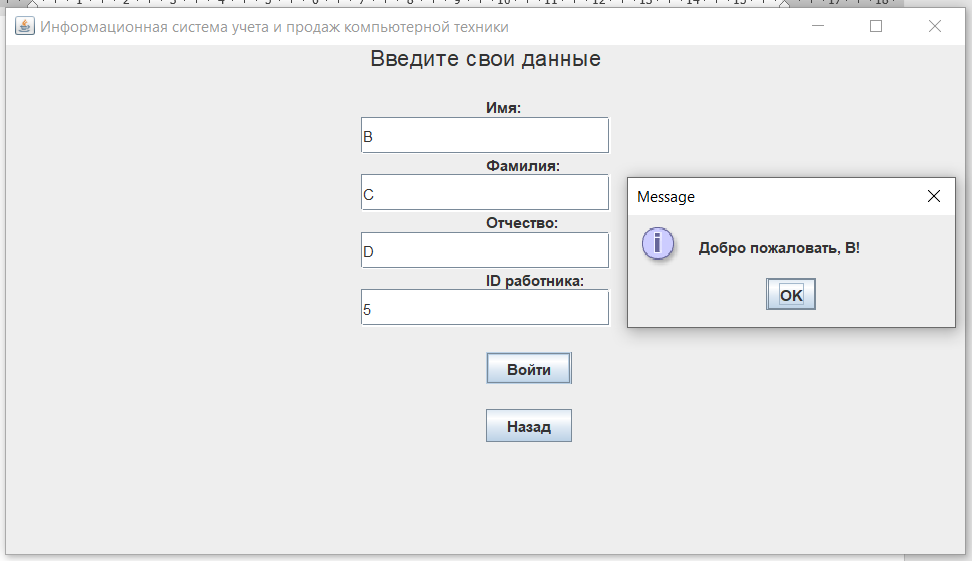 Информационная система учета и продаж компьютерной техники
Введите свои данные
Имя:
B
Фамилия:
C
Отчество:
D
ID работника:
5
Войти
Назад
Message
Добро пожаловать, B!
OK